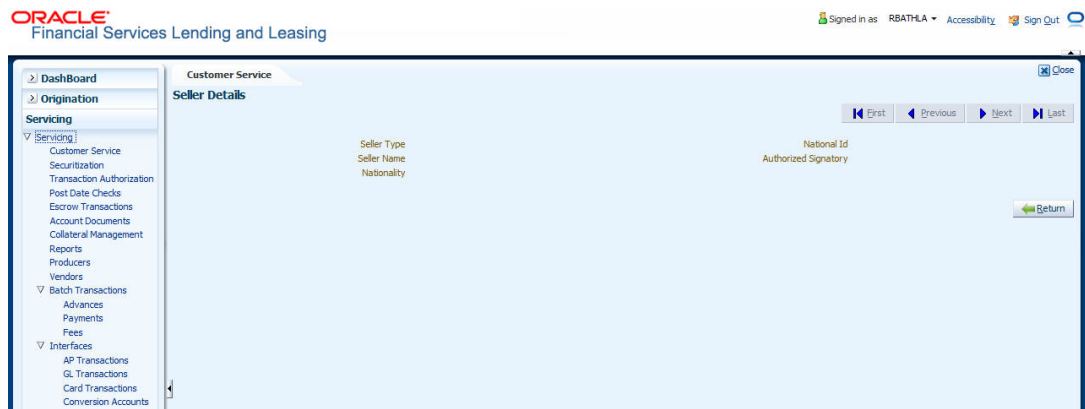 ORACLE
Financial Services Lending and Leasing
Signed in as RBATHLA Accessibility Sign Out
DashBoard
Origination
Servicing
Servicing
Customer Service
Securitization
Transaction Authorization
Post Date Checks
Escrow Transactions
Account Documents
Collateral Management
Reports
Producers
Vendors
Batch Transactions
Advances
Payments
Fees
Interfaces
AP Transactions
GL Transactions
Card Transactions
Conversion Accounts
Customer Service
Close
Seller Details
First Previous Next Last
Seller Type
Seller Name
Nationality
National Id
Authorized Signatory
Return